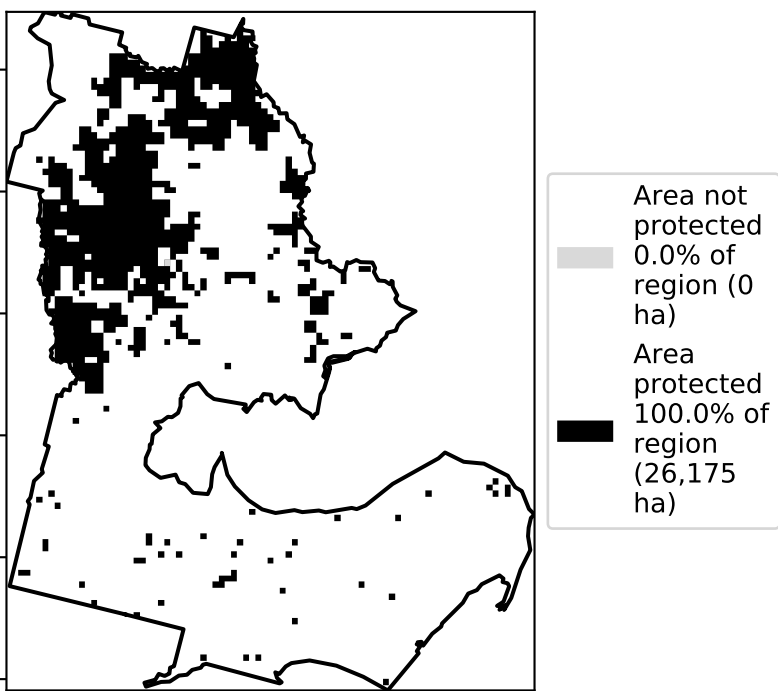 Area not
protected
0.0% of
region (0
ha)
Area
protected
100.0% of
region
(26,175
ha)